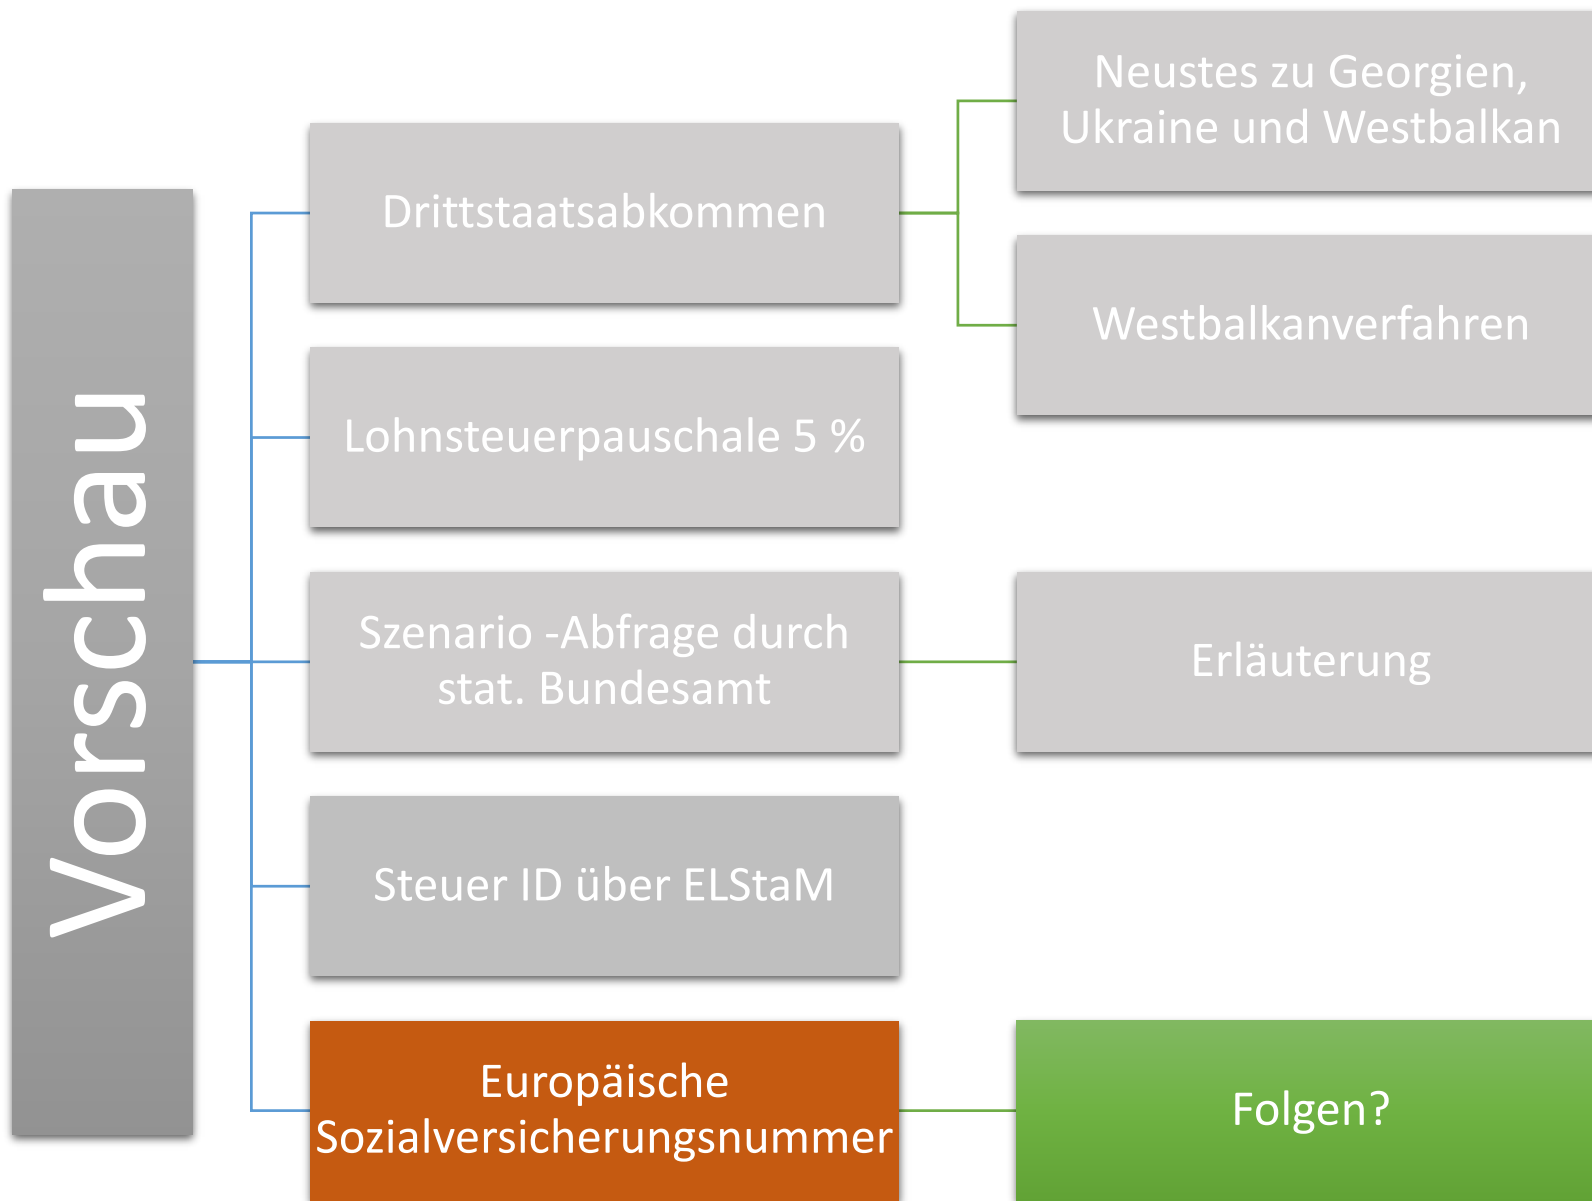 Vorschau
Drittstaatsabkommen
Neustes zu Georgien,
Ukraine und Westbalkan
Westbalkanverfahren
Lohnsteuerpauschale 5 %
Szenario -Abfrage durch
stat. Bundesamt
Erläuterung
Steuer ID über ELStaM
Europäische
Sozialversicherungsnummer
Folgen?